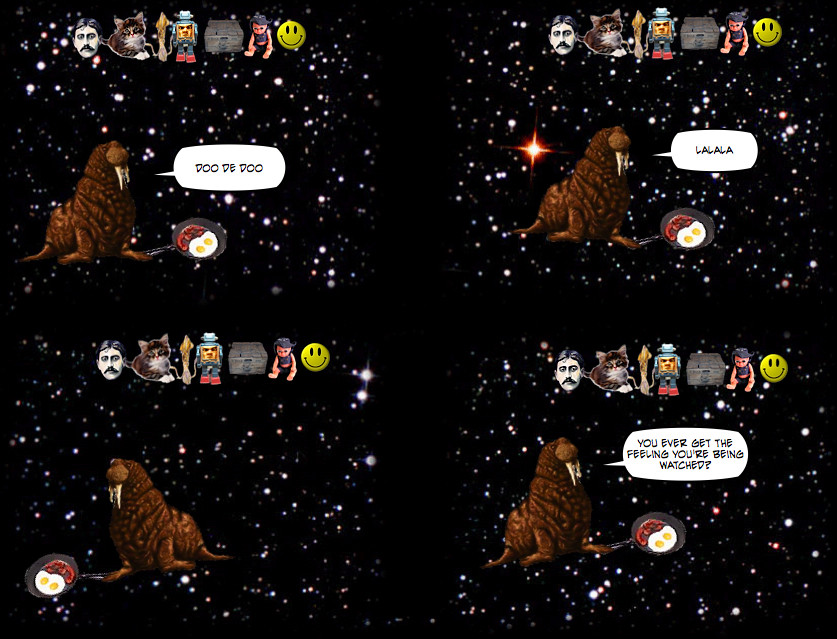 DOO DE DOO
LALALA
YOU EVER GET THE
FEELING YOU'RE BEING
WATCHED?